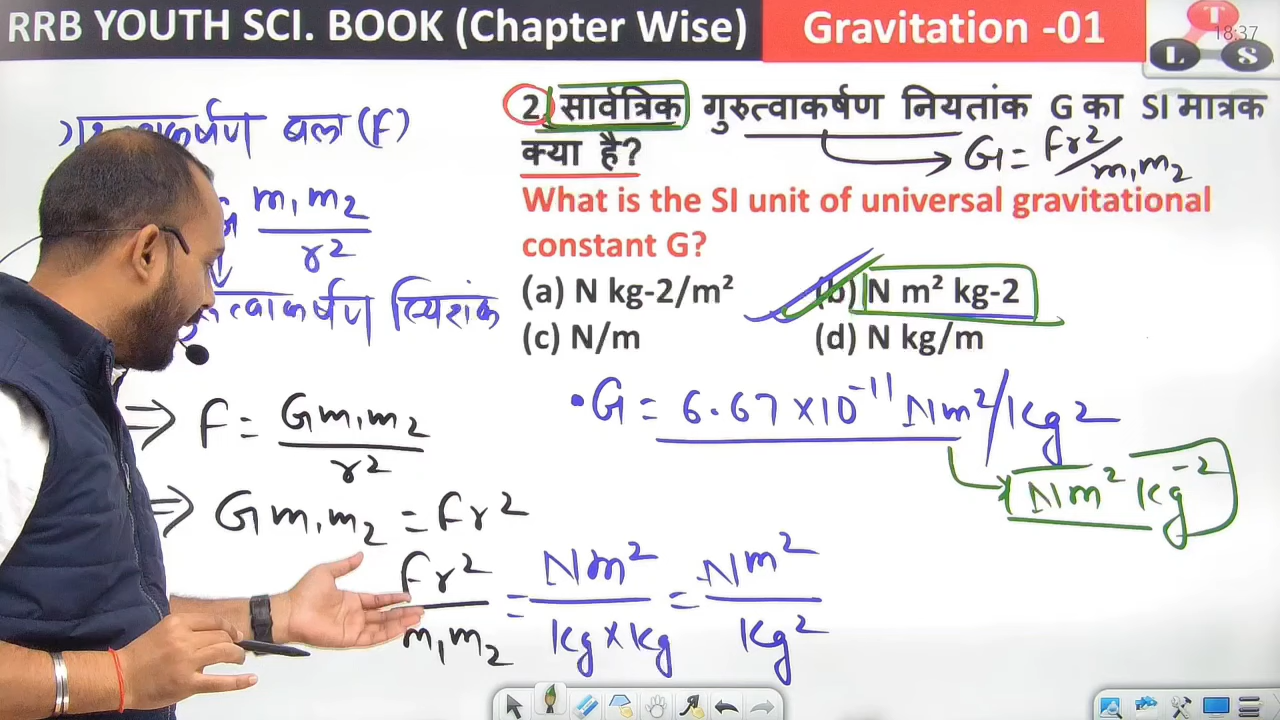 RRB YOUTH SCI. BOOK (Chapter Wise) Gravitation -01
18:37
T
L S
2. सार्वत्रिक गुरुत्वाकर्षण नियतांक G का SI मात्रक
क्या है?
G = Fr²/m₁m₂
What is the SI unit of universal gravitational
constant G?
(a) N kg-2/m² (b) N m² kg-2
(c) N/m (d) N kg/m
बल (F)
m₁m₂
r²
स्थिरांक
⇒ F = Gm₁m₂
r²
⇒ Gm₁m₂ = Fr²
Fr² = Nm² = Nm²
m₁m₂ kg×kg kg²
• G = 6.67 × 10⁻¹¹ Nm²/Kg²
Nm² kg⁻²